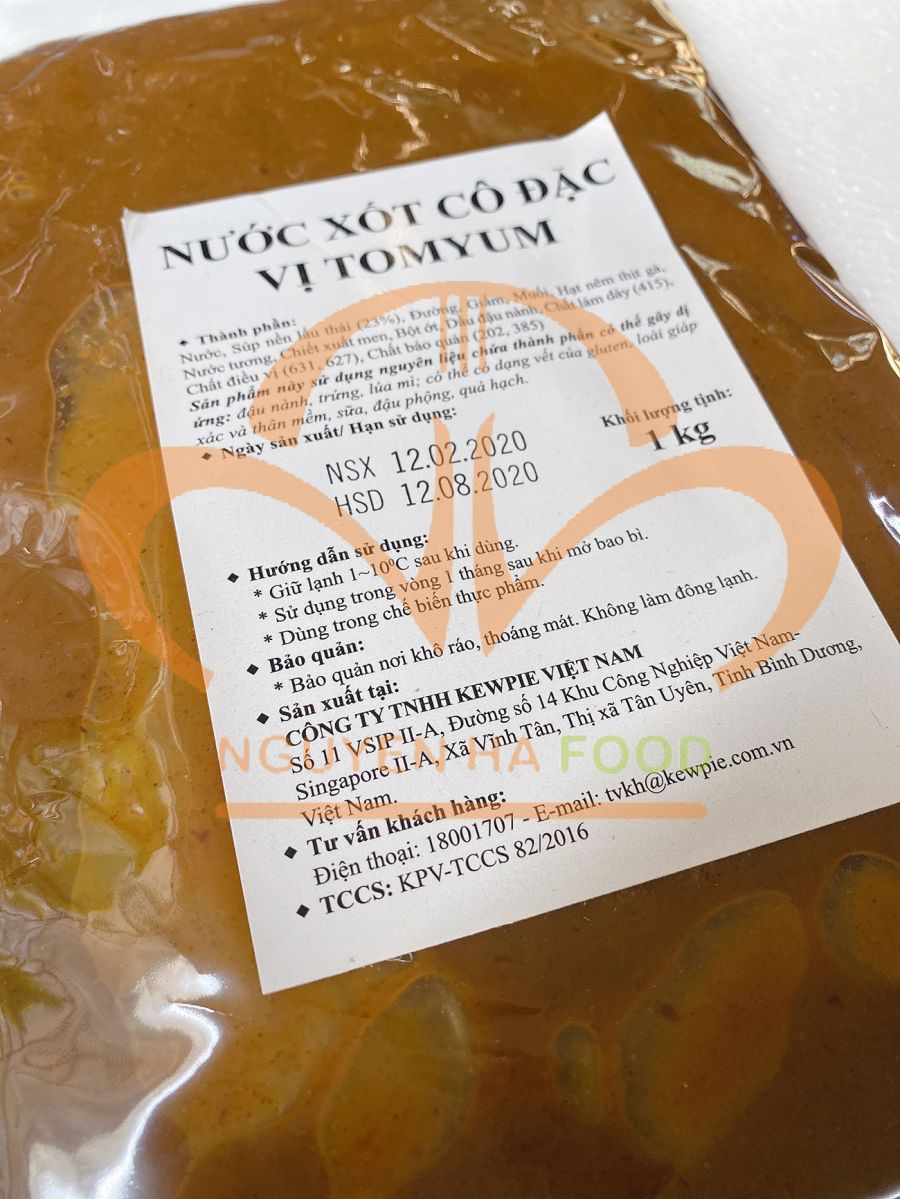 NƯỚC XỐT CÔ ĐẶC
VỊ TOMYUM
◆ Thành phần:
Nước, Súp nền lẩu thái (23%), Đường, Giấm, Muối, Hạt nêm thịt gà,
Nước tương, Chiết xuất men, Bột ớt, Dầu đậu nành, Chất làm dày (415),
Chất điều vị (631, 627), Chất bảo quản (202, 385)
Sản phẩm này sử dụng nguyên liệu chứa thành phần có thể gây dị
ứng: đậu nành, trứng, lúa mì; có thể có dạng vết của gluten, loài giáp
xác và thân mềm, sữa, đậu phộng, quả hạch.
◆ Ngày sản xuất/ Hạn sử dụng:
Khối lượng tịnh:
NSX 12.02.2020
1 kg
HSD 12.08.2020
◆ Hướng dẫn sử dụng:
* Giữ lạnh 1~10⁰C sau khi dùng.
* Sử dụng trong vòng 1 tháng sau khi mở bao bì.
* Dùng trong chế biến thực phẩm.
◆ Bảo quản:
* Bảo quản nơi khô ráo, thoáng mát. Không làm đông lạnh.
◆ Sản xuất tại:
CÔNG TY TNHH KEWPIE VIỆT NAM
Số 11 VSIP II-A, Đường số 14 Khu Công Nghiệp Việt Nam-
Singapore II-A, Xã Vĩnh Tân, Thị xã Tân Uyên, Tỉnh Bình Dương,
Việt Nam.
NGUYEN HA FOOD
◆ Tư vấn khách hàng:
Điện thoại: 18001707 - E-mail: tvkh@kewpie.com.vn
◆ TCCS: KPV-TCCS 82/2016